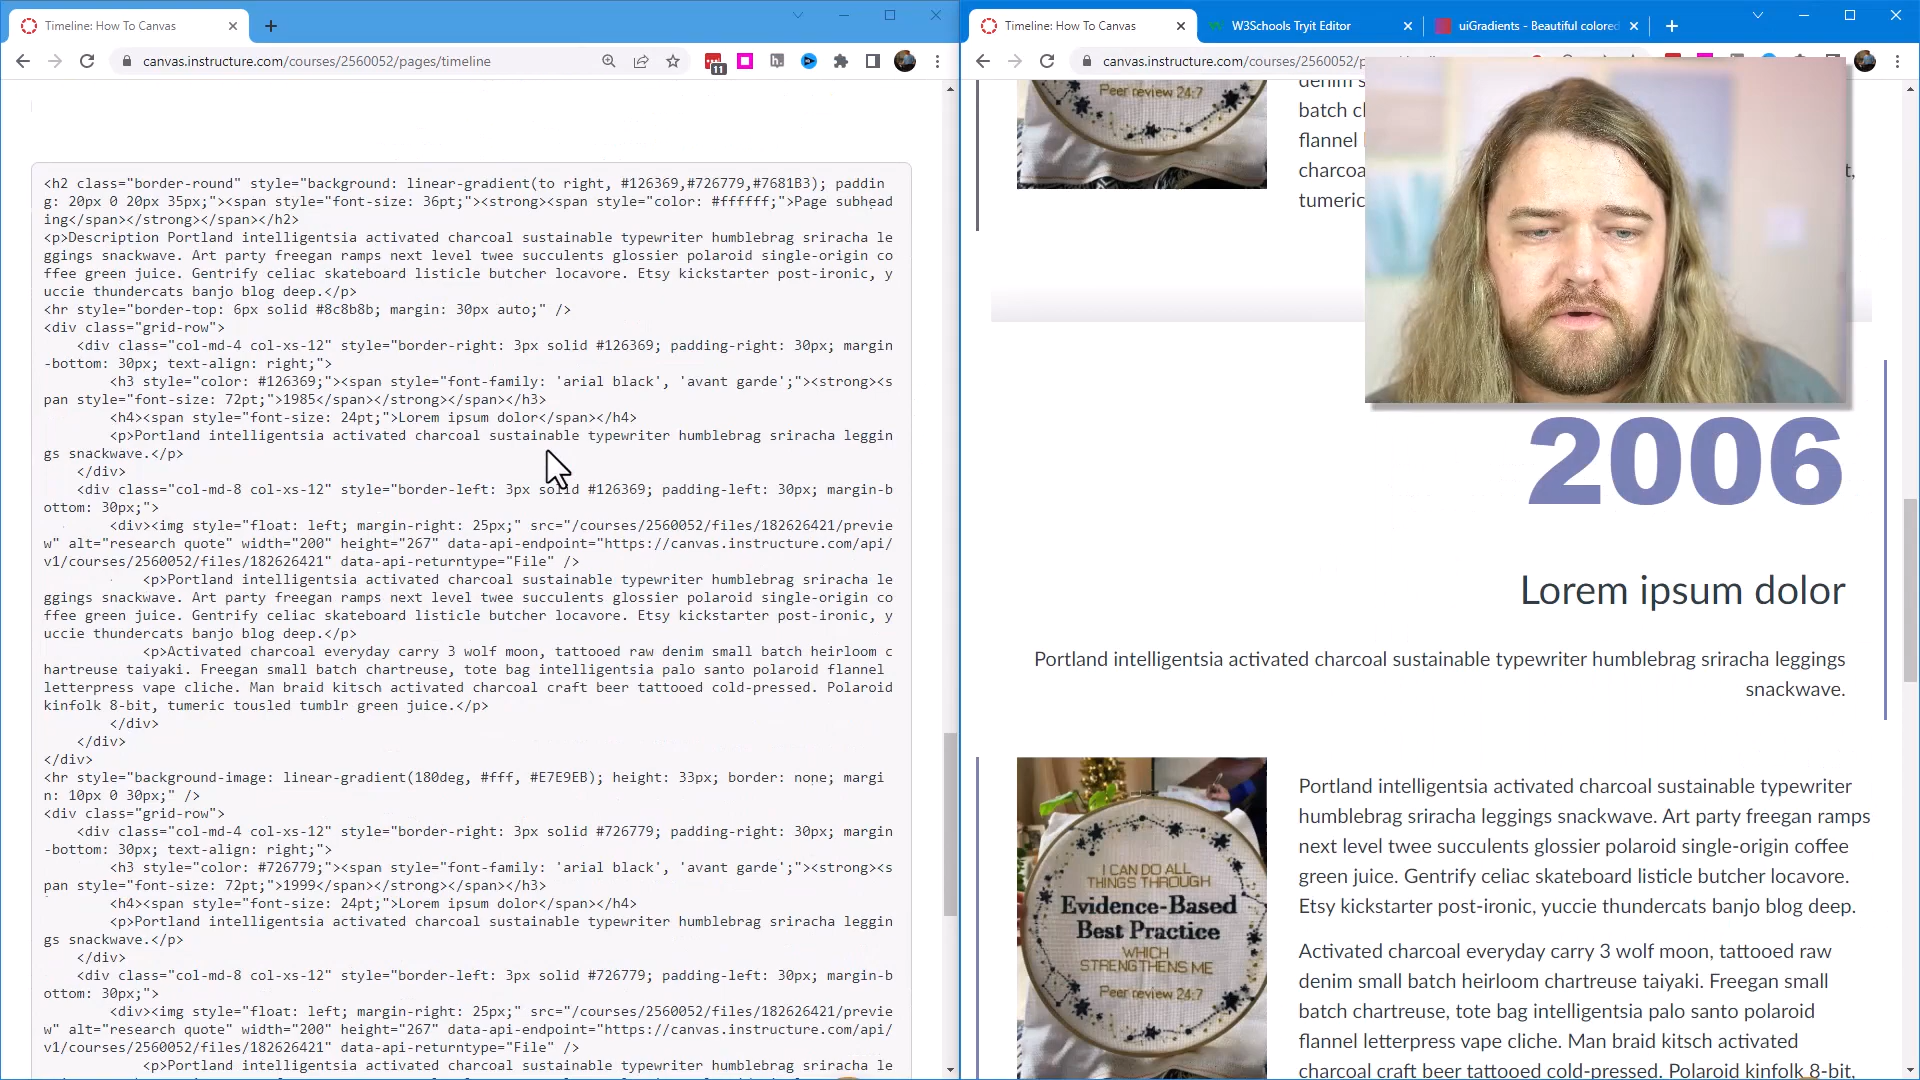 Timeline: How To Canvas
canvas.instructure.com/courses/2560052/pages/timeline
11
<h2 class="border-round" style="background: linear-gradient(to right, #126369,#726779,#7681B3); paddin
g: 20px 0 20px 35px;"><span style="font-size: 36pt;"><strong><span style="color: #ffffff;">Page subhead
ing</span></strong></span></h2>
<p>Description Portland intelligentsia activated charcoal sustainable typewriter humblebrag sriracha le
ggings snackwave. Art party freegan ramps next level twee succulents glossier polaroid single-origin co
ffee green juice. Gentrify celiac skateboard listicle butcher locavore. Etsy kickstarter post-ironic, y
uccie thundercats banjo blog deep.</p>
<hr style="border-top: 6px solid #8c8b8b; margin: 30px auto;" />
<div class="grid-row">
<div class="col-md-4 col-xs-12" style="border-right: 3px solid #126369; padding-right: 30px; margin
-bottom: 30px; text-align: right;">
<h3 style="color: #126369;"><span style="font-family: 'arial black', 'avant garde';"><strong><s
pan style="font-size: 72pt;">1985</span></strong></span></h3>
<h4><span style="font-size: 24pt;">Lorem ipsum dolor</span></h4>
<p>Portland intelligentsia activated charcoal sustainable typewriter humblebrag sriracha leggin
gs snackwave.</p>
</div>
<div class="col-md-8 col-xs-12" style="border-left: 3px solid #126369; padding-left: 30px; margin-b
ottom: 30px;">
<div><img style="float: left; margin-right: 25px;" src="/courses/2560052/files/182626421/previe
w" alt="research quote" width="200" height="267" data-api-endpoint="https://canvas.instructure.com/api/
v1/courses/2560052/files/182626421" data-api-returntype="File" />
<p>Portland intelligentsia activated charcoal sustainable typewriter humblebrag sriracha le
ggings snackwave. Art party freegan ramps next level twee succulents glossier polaroid single-origin co
ffee green juice. Gentrify celiac skateboard listicle butcher locavore. Etsy kickstarter post-ironic, y
uccie thundercats banjo blog deep.</p>
<p>Activated charcoal everyday carry 3 wolf moon, tattooed raw denim small batch heirloom c
hartreuse taiyaki. Freegan small batch chartreuse, tote bag intelligentsia palo santo polaroid flannel
letterpress vape cliche. Man braid kitsch activated charcoal craft beer tattooed cold-pressed. Polaroid
kinfolk 8-bit, tumeric tousled tumblr green juice.</p>
</div>
</div>
</div>
<hr style="background-image: linear-gradient(180deg, #fff, #E7E9EB); height: 33px; border: none; margi
n: 10px 0 30px;" />
<div class="grid-row">
<div class="col-md-4 col-xs-12" style="border-right: 3px solid #726779; padding-right: 30px; margin
-bottom: 30px; text-align: right;">
<h3 style="color: #726779;"><span style="font-family: 'arial black', 'avant garde';"><strong><s
pan style="font-size: 72pt;">1999</span></strong></span></h3>
<h4><span style="font-size: 24pt;">Lorem ipsum dolor</span></h4>
<p>Portland intelligentsia activated charcoal sustainable typewriter humblebrag sriracha leggin
gs snackwave.</p>
</div>
<div class="col-md-8 col-xs-12" style="border-left: 3px solid #726779; padding-left: 30px; margin-b
ottom: 30px;">
<div><img style="float: left; margin-right: 25px;" src="/courses/2560052/files/182626421/previe
w" alt="research quote" width="200" height="267" data-api-endpoint="https://canvas.instructure.com/api/
v1/courses/2560052/files/182626421" data-api-returntype="File" />
<p>Portland intelligentsia activated charcoal sustainable typewriter humblebrag sriracha le
Timeline: How To Canvas
W3Schools Tryit Editor
uiGradients - Beautiful colored
canvas.instructure.com/courses/2560052/p
Peer review 24:7
denim s
batch c
flannel
charcoa
tumeric
2006
Lorem ipsum dolor
Portland intelligentsia activated charcoal sustainable typewriter humblebrag sriracha leggings
snackwave.
I CAN DO ALL
THINGS THROUGH
Evidence-Based
Best Practice
WHICH
STRENGTHENS ME
Peer review 24:7
Portland intelligentsia activated charcoal sustainable typewriter
humblebrag sriracha leggings snackwave. Art party freegan ramps
next level twee succulents glossier polaroid single-origin coffee
green juice. Gentrify celiac skateboard listicle butcher locavore.
Etsy kickstarter post-ironic, yuccie thundercats banjo blog deep.
Activated charcoal everyday carry 3 wolf moon, tattooed raw
denim small batch heirloom chartreuse taiyaki. Freegan small
batch chartreuse, tote bag intelligentsia palo santo polaroid
flannel letterpress vape cliche. Man braid kitsch activated
charcoal craft beer tattooed cold-pressed. Polaroid kinfolk 8-bit,